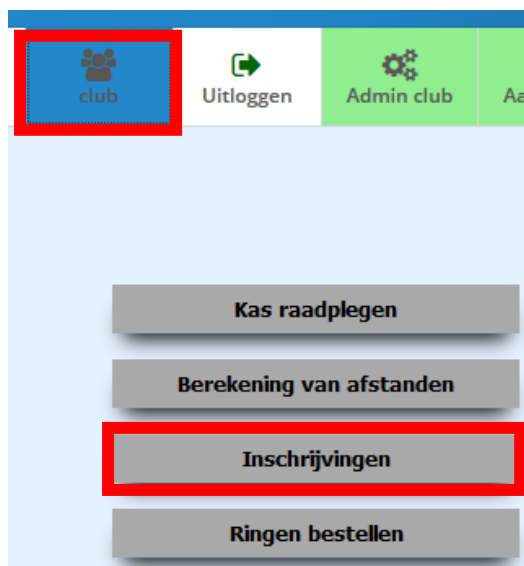 club
Uitloggen
Admin club
Kas raadplegen
Berekening van afstanden
Inschrijvingen
Ringen bestellen